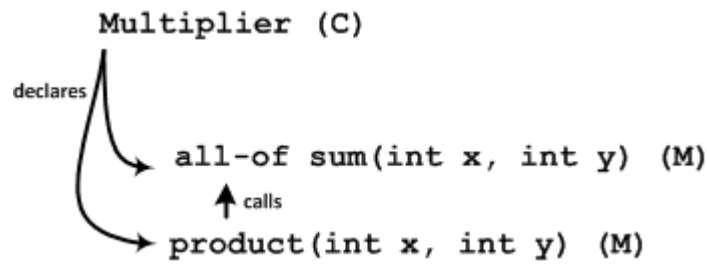 Multiplier (C)
declares
all-of sum(int x, int y) (M)
calls
product(int x, int y) (M)